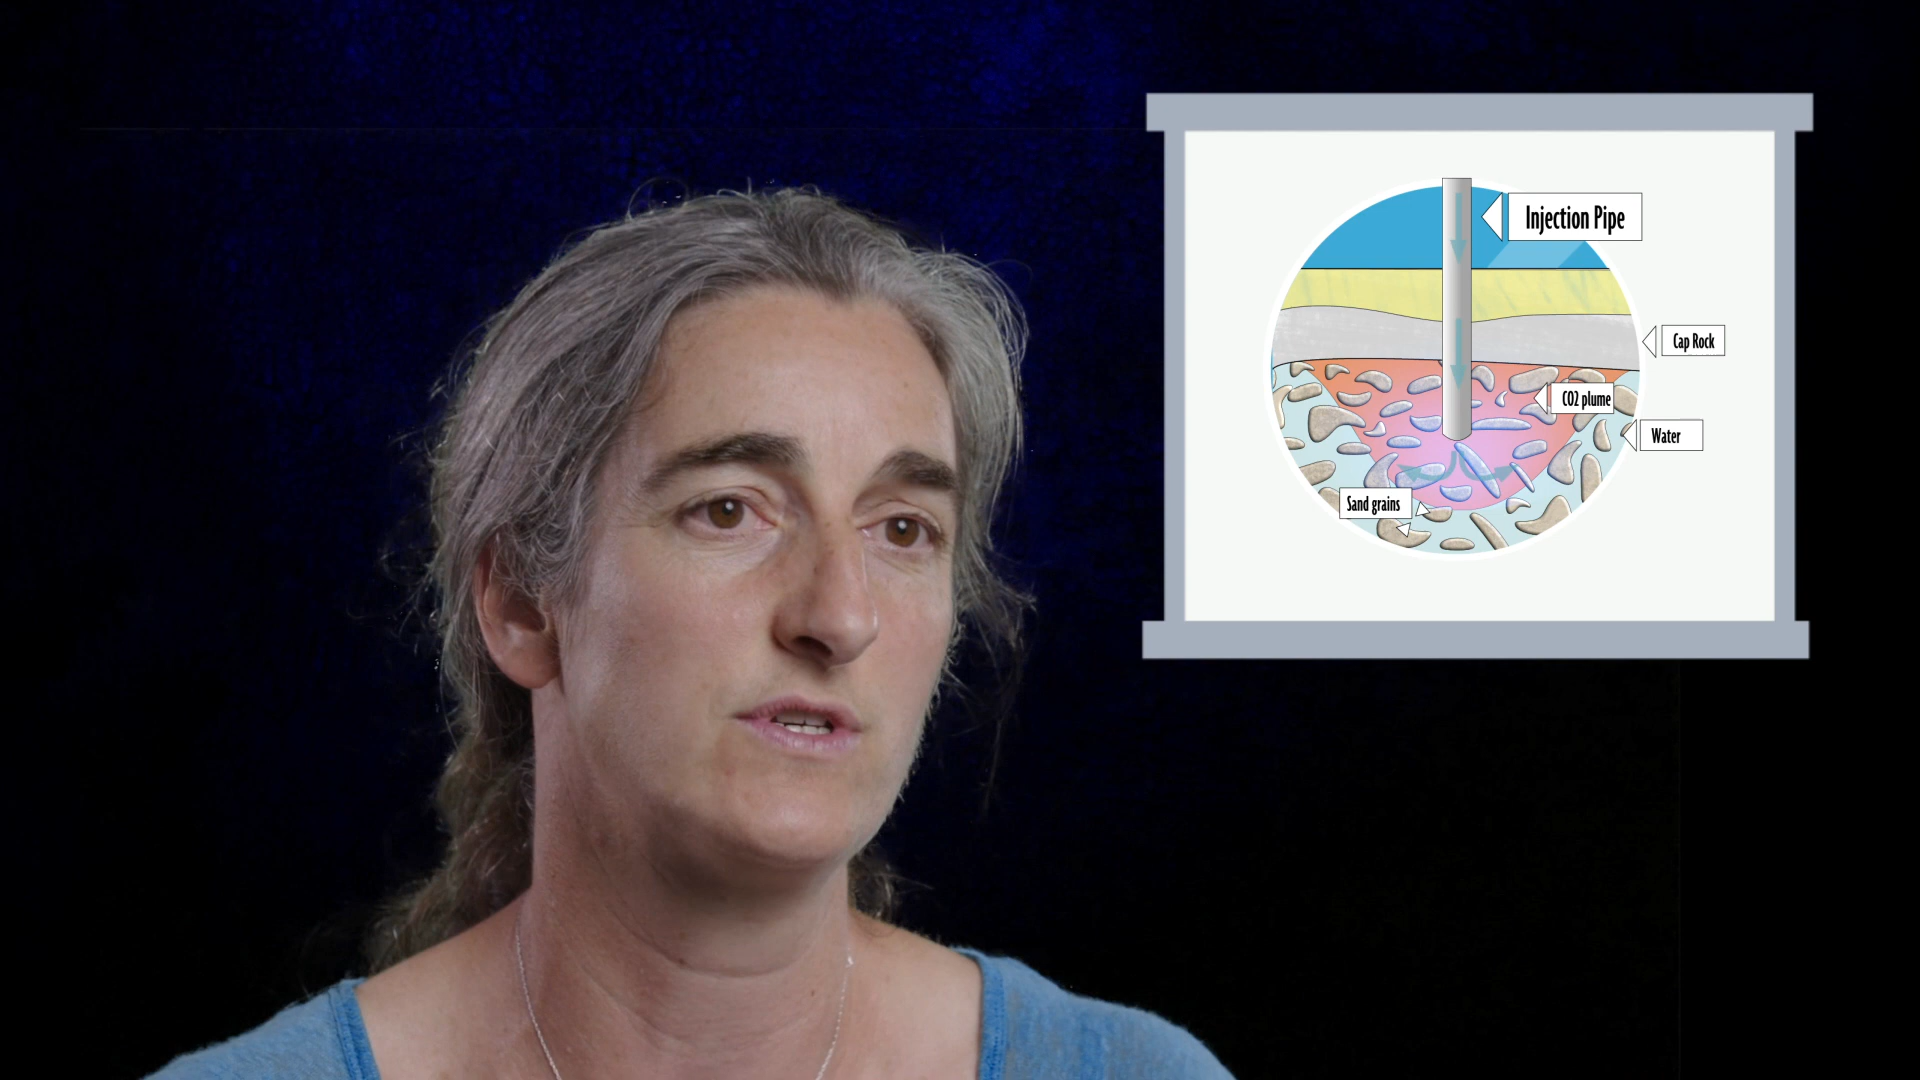 Injection Pipe
Cap Rock
CO2 plume
Water
Sand grains